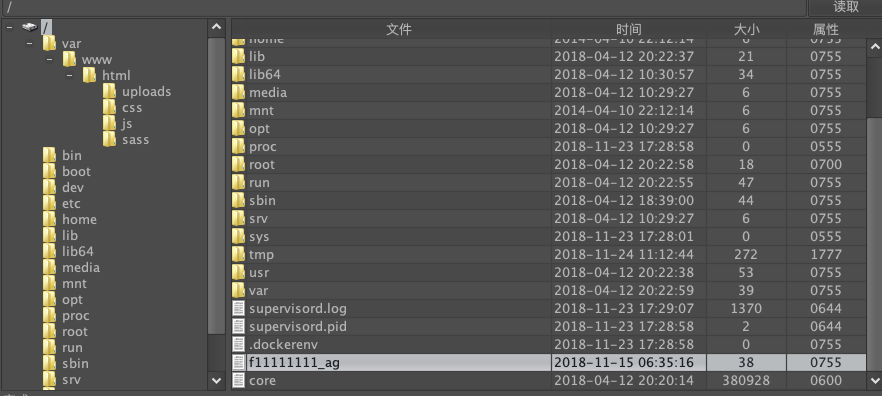 / 读取
/
var
www
html
uploads
css
js
sass
bin
boot
dev
etc
home
lib
lib64
media
mnt
opt
proc
root
run
sbin
srv
文件 时间 大小 属性
home 2014-04-10 22:12:14 6 0755
lib 2018-04-12 20:22:37 21 0755
lib64 2018-04-12 10:30:57 34 0755
media 2018-04-12 10:29:27 6 0755
mnt 2014-04-10 22:12:14 6 0755
opt 2018-04-12 10:29:27 6 0755
proc 2018-11-23 17:28:58 0 0555
root 2018-04-12 20:22:58 18 0700
run 2018-04-12 20:22:55 47 0755
sbin 2018-04-12 18:39:00 44 0755
srv 2018-04-12 10:29:27 6 0755
sys 2018-11-23 17:28:01 0 0555
tmp 2018-11-24 11:12:44 272 1777
usr 2018-04-12 20:22:38 53 0755
var 2018-04-12 20:22:59 39 0755
supervisord.log 2018-11-23 17:29:07 1370 0644
supervisord.pid 2018-11-23 17:28:58 2 0644
.dockerenv 2018-11-23 17:28:58 0 0755
f11111111_ag 2018-11-15 06:35:16 38 0755
core 2018-04-12 20:20:14 380928 0600